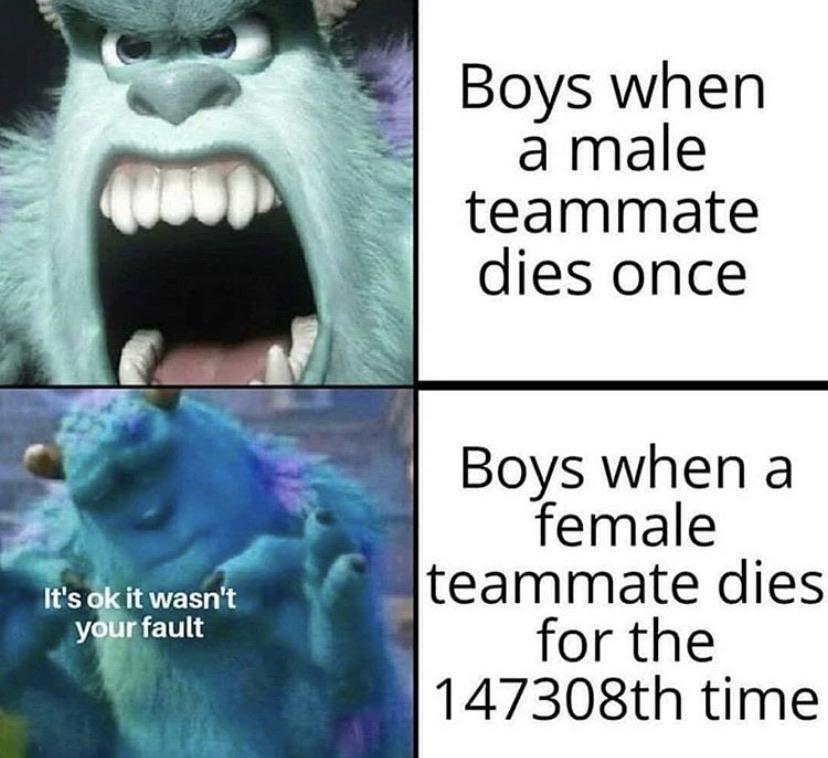 Boys when
a male
teammate
dies once
It's ok it wasn't
your fault
Boys when a
female
teammate dies
for the
147308th time